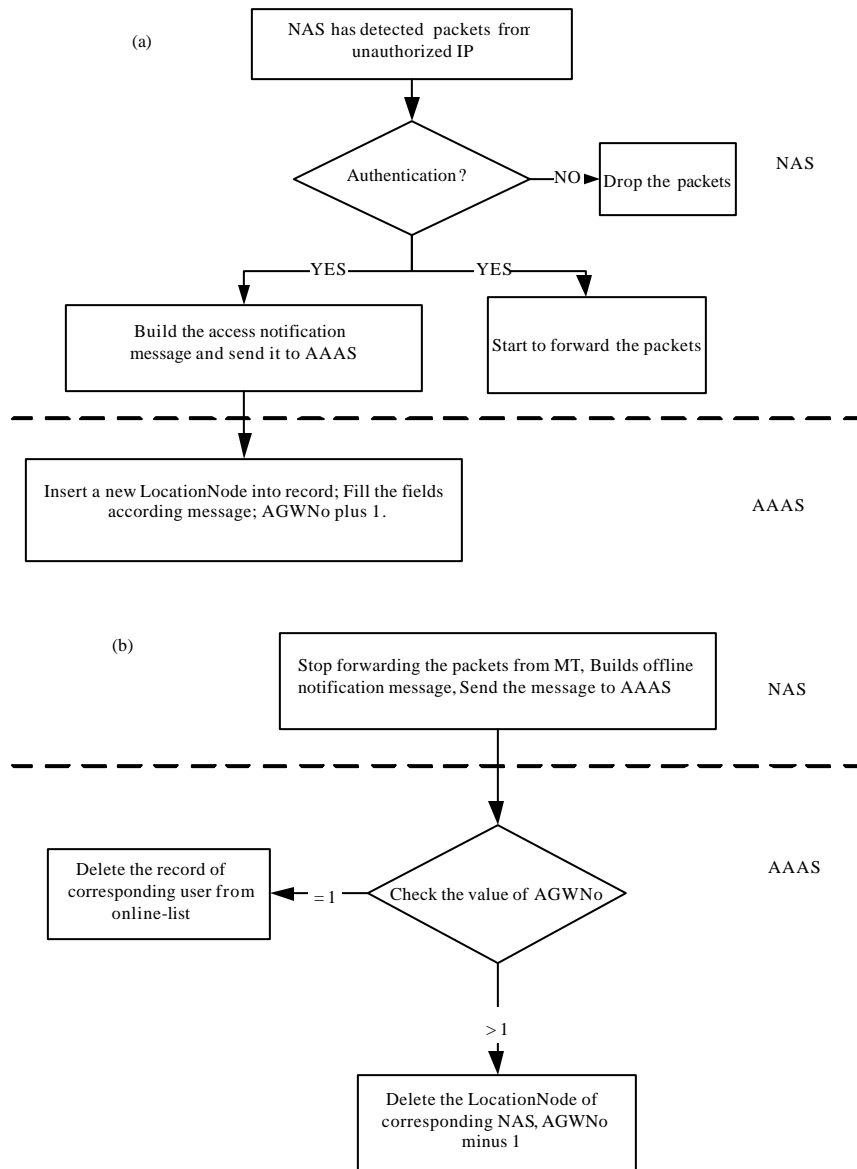 (a)
NAS has detected packets from
unauthorized IP
Authentication?
NO
Drop the packets
NAS
YES
YES
Build the access notification
message and send it to AAAS
Start to forward the packets
Insert a new LocationNode into record; Fill the fields
according message; AGWNo plus 1.
AAAS
(b)
Stop forwarding the packets from MT, Builds offline
notification message, Send the message to AAAS
NAS
AAAS
Delete the record of
corresponding user from
online-list
= 1
Check the value of AGWNo
> 1
Delete the LocationNode of
corresponding NAS, AGWNo
minus 1